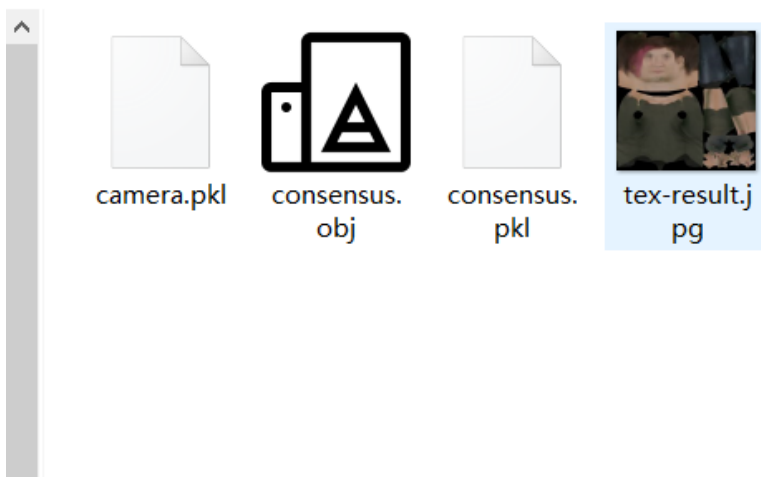 camera.pkl
consensus.
obj
consensus.
pkl
tex-result.j
pg